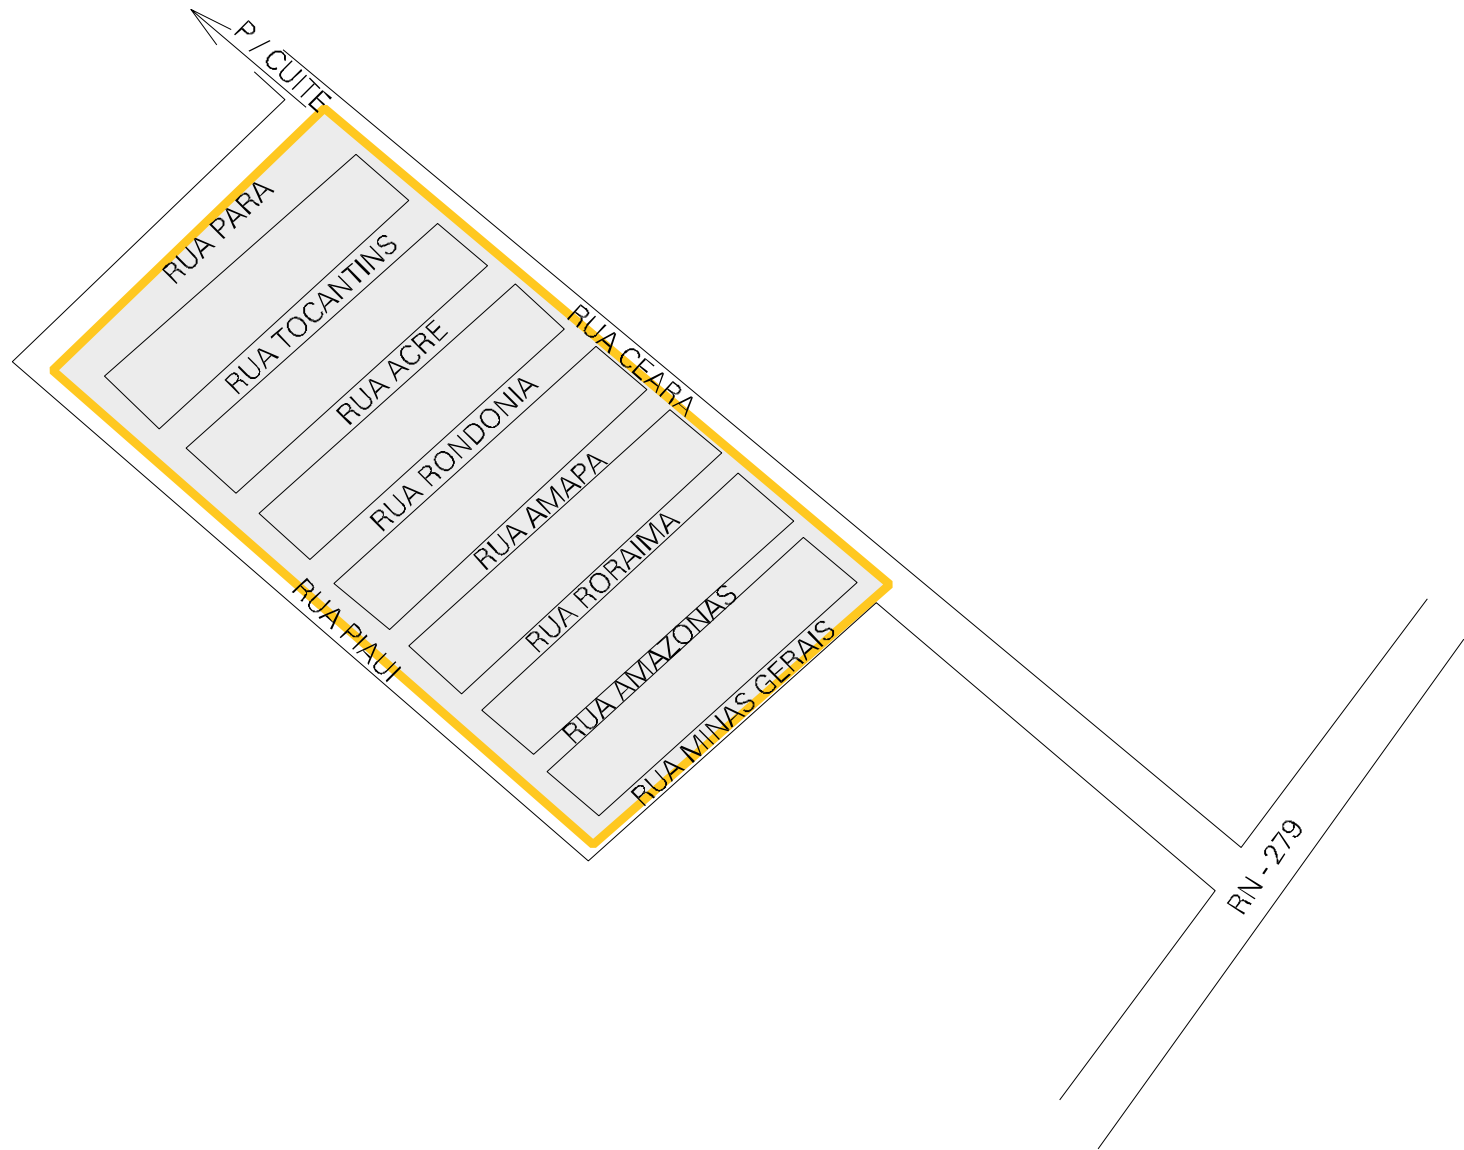 P / CUITE
RUA PARA
RUA TOCANTINS
RUA CEARA
RUA ACRE
RUA RONDONIA
RUA AMAPA
RUA RORAIMA
RUA PIAUI
RUA AMAZONAS
RUA MINAS GERAIS
RN - 279